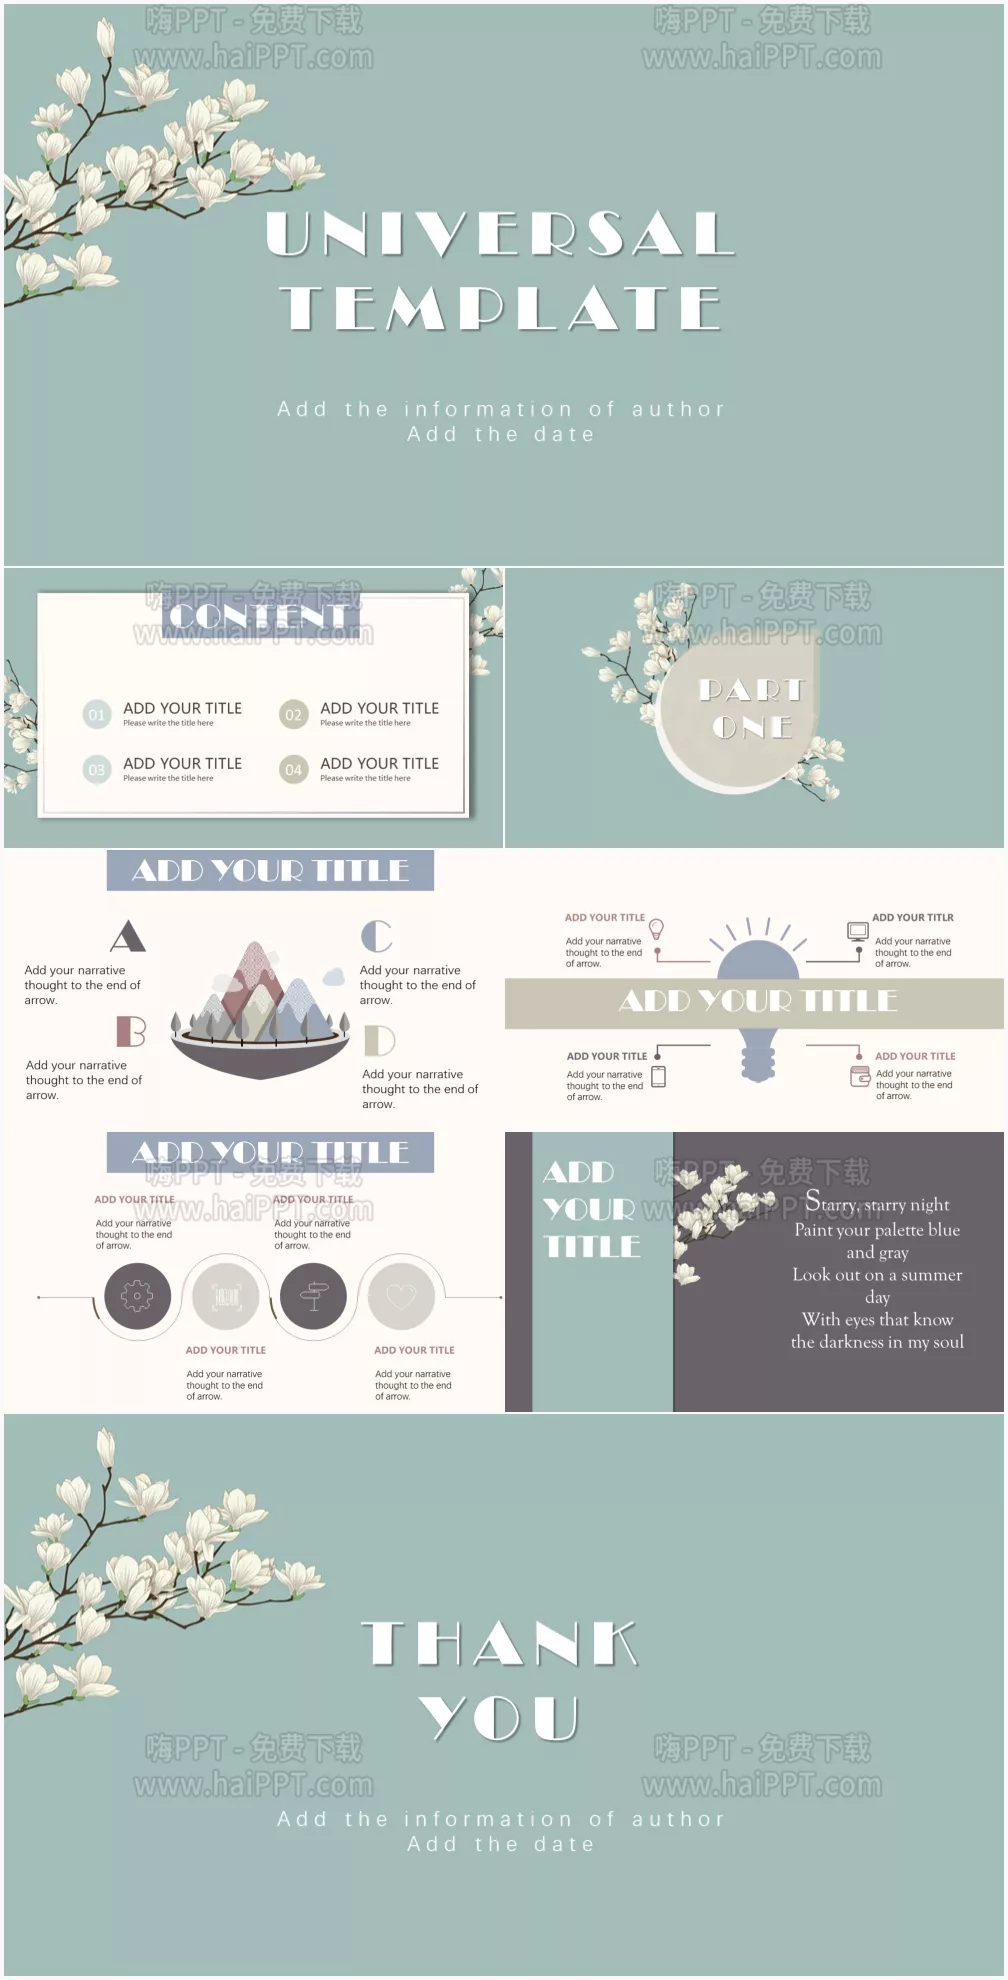 嗨PPT - 免费下载
www.haiPPT.com
嗨PPT - 免费下载
www.haiPPT.com
UNIVERSAL
TEMPLATE
Add the information of author
Add the date
嗨PPT - 免费下载
www.haiPPT.com
CONTENT
01
ADD YOUR TITLE
Please write the title here
02
ADD YOUR TITLE
Please write the title here
03
ADD YOUR TITLE
Please write the title here
04
ADD YOUR TITLE
Please write the title here
嗨PPT - 免费下载
www.haiPPT.com
PART
ONE
ADD YOUR TITLE
A
Add your narrative
thought to the end of
arrow.
B
Add your narrative
thought to the end of
arrow.
C
Add your narrative
thought to the end of
arrow.
D
Add your narrative
thought to the end of
arrow.
ADD YOUR TITLE
Add your narrative
thought to the end
of arrow.
ADD YOUR TITLR
Add your narrative
thought to the end
of arrow.
ADD YOUR TITLE
ADD YOUR TITLE
Add your narrative
thought to the end
of arrow.
ADD YOUR TITLE
Add your narrative
thought to the end
of arrow.
ADD YOUR TITLE
嗨PPT - 免费下载
www.haiPPT.com
ADD YOUR TITLE
Add your narrative
thought to the end
of arrow.
ADD YOUR TITLE
Add your narrative
thought to the end
of arrow.
ADD YOUR TITLE
Add your narrative
thought to the end
of arrow.
ADD YOUR TITLE
Add your narrative
thought to the end
of arrow.
ADD
YOUR
TITLE
嗨PPT - 免费下载
www.haiPPT.com
Starry, starry night
Paint your palette blue
and gray
Look out on a summer
day
With eyes that know
the darkness in my soul
THANK
YOU
嗨PPT - 免费下载
www.haiPPT.com
嗨PPT - 免费下载
www.haiPPT.com
Add the information of author
Add the date